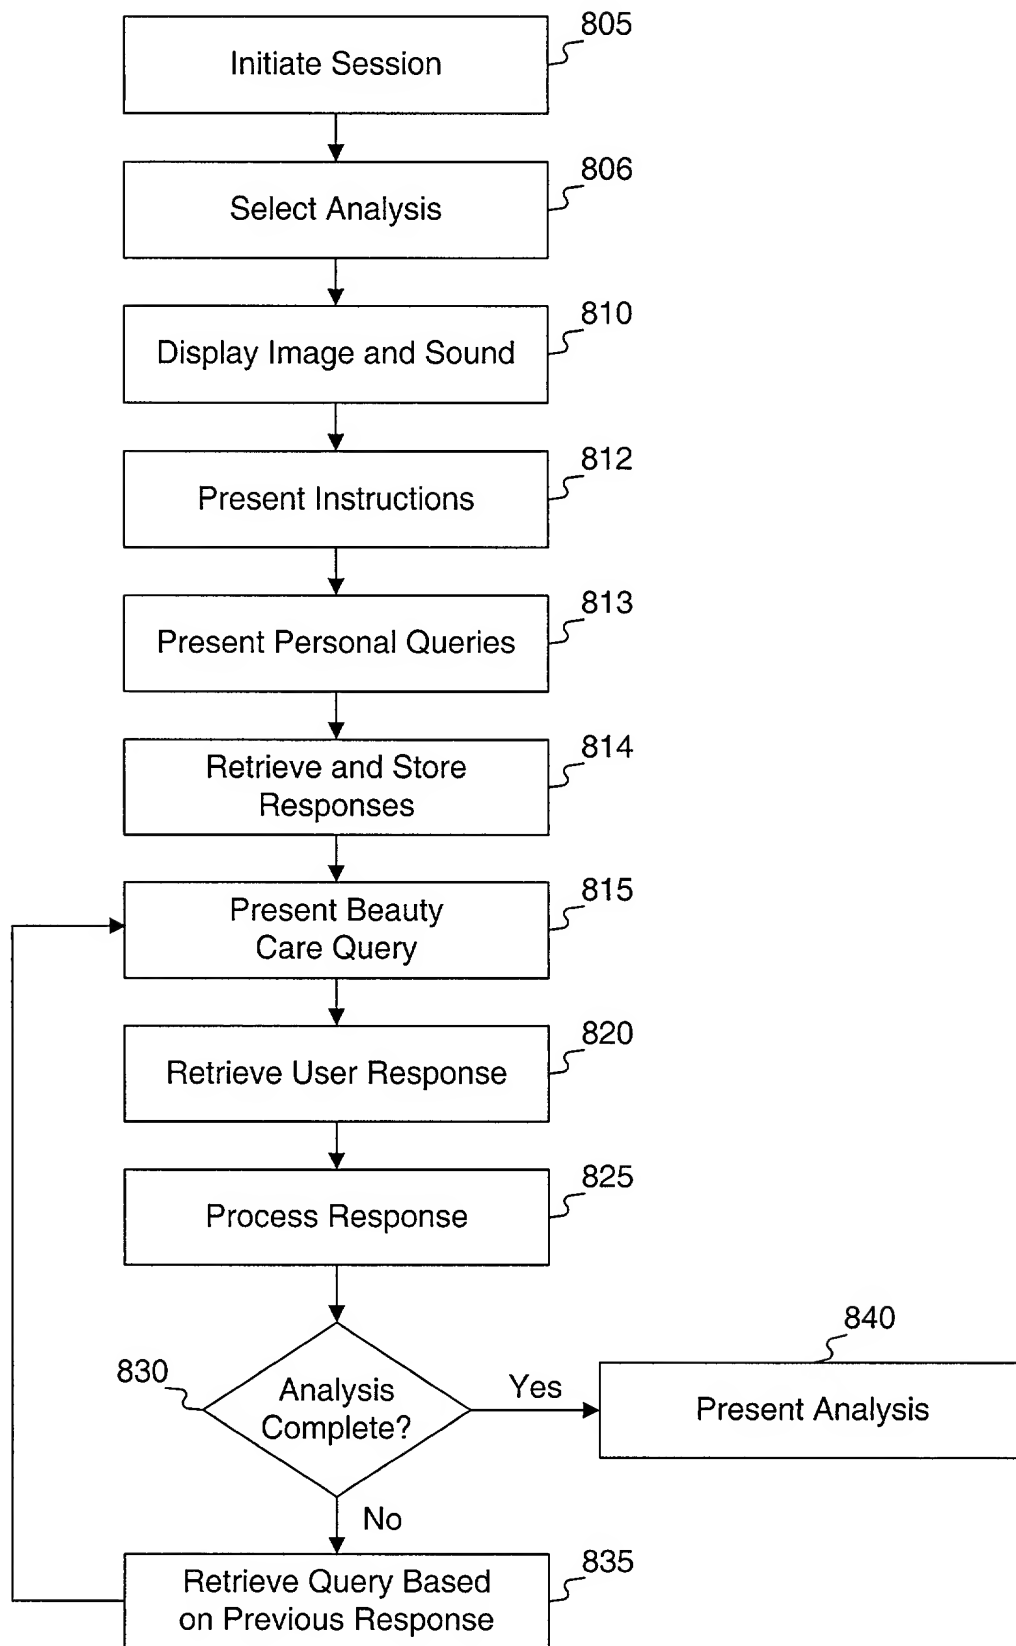 805
Initiate Session
806
Select Analysis
810
Display Image and Sound
812
Present Instructions
813
Present Personal Queries
814
Retrieve and Store
Responses
815
Present Beauty
Care Query
820
Retrieve User Response
825
Process Response
830
Analysis
Complete?
Yes
840
Present Analysis
No
835
Retrieve Query Based
on Previous Response